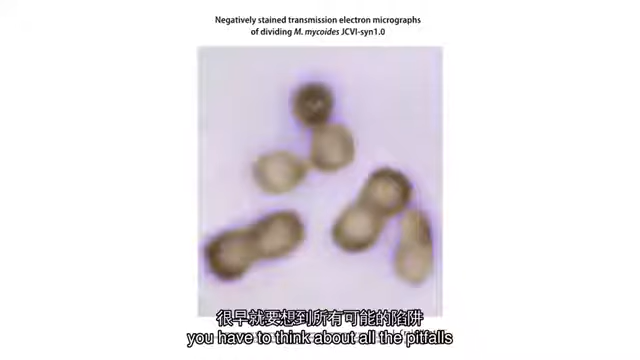 Negatively stained transmission electron micrographs
of dividing M. mycoides JCVI-syn1.0
很早就要想到所有可能的陷阱
you have to think about all the pitfalls